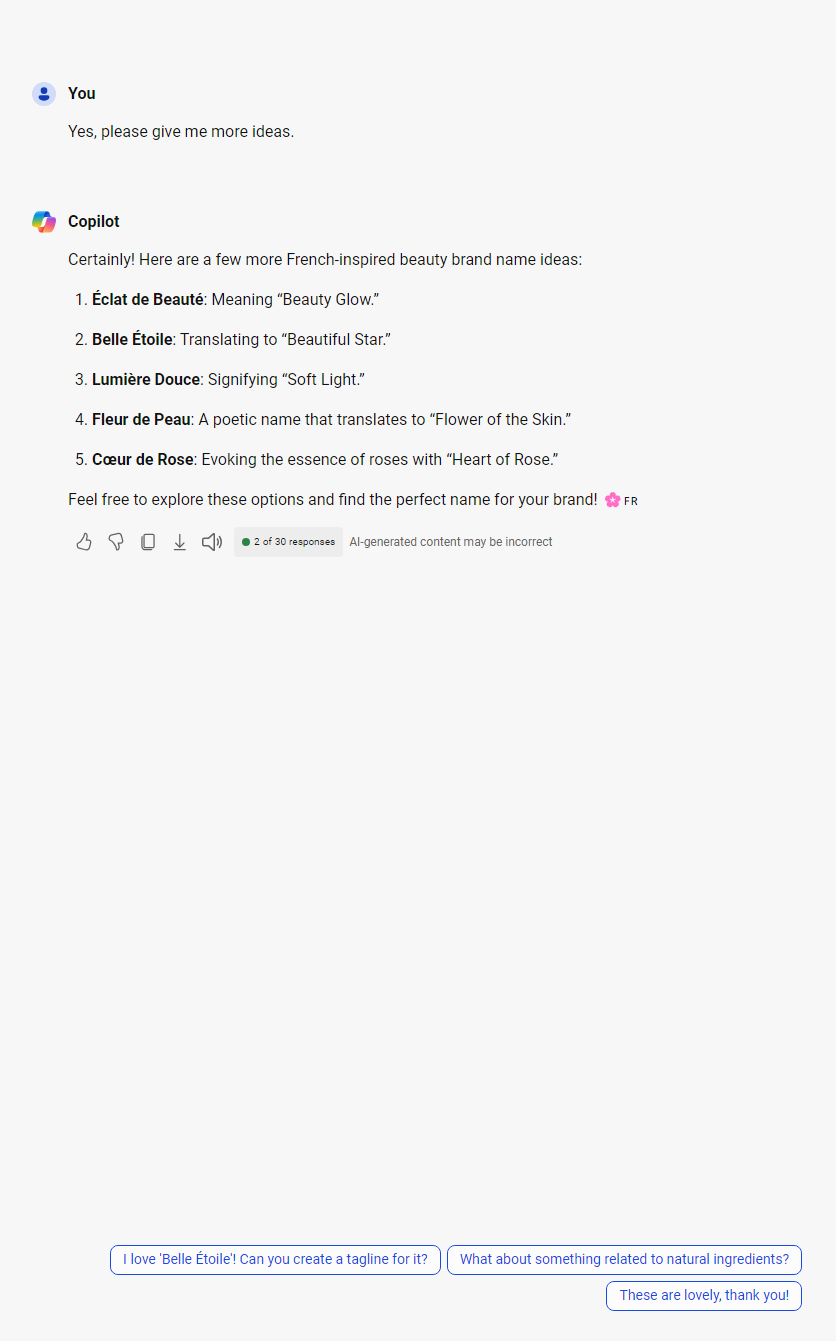 You
Yes, please give me more ideas.
Copilot
Certainly! Here are a few more French-inspired beauty brand name ideas:
1. Éclat de Beauté: Meaning “Beauty Glow.”
2. Belle Étoile: Translating to “Beautiful Star.”
3. Lumière Douce: Signifying “Soft Light.”
4. Fleur de Peau: A poetic name that translates to “Flower of the Skin.”
5. Cœur de Rose: Evoking the essence of roses with “Heart of Rose.”
Feel free to explore these options and find the perfect name for your brand! 🌸 FR
2 of 30 responses AI-generated content may be incorrect
I love 'Belle Étoile'! Can you create a tagline for it? What about something related to natural ingredients?
These are lovely, thank you!